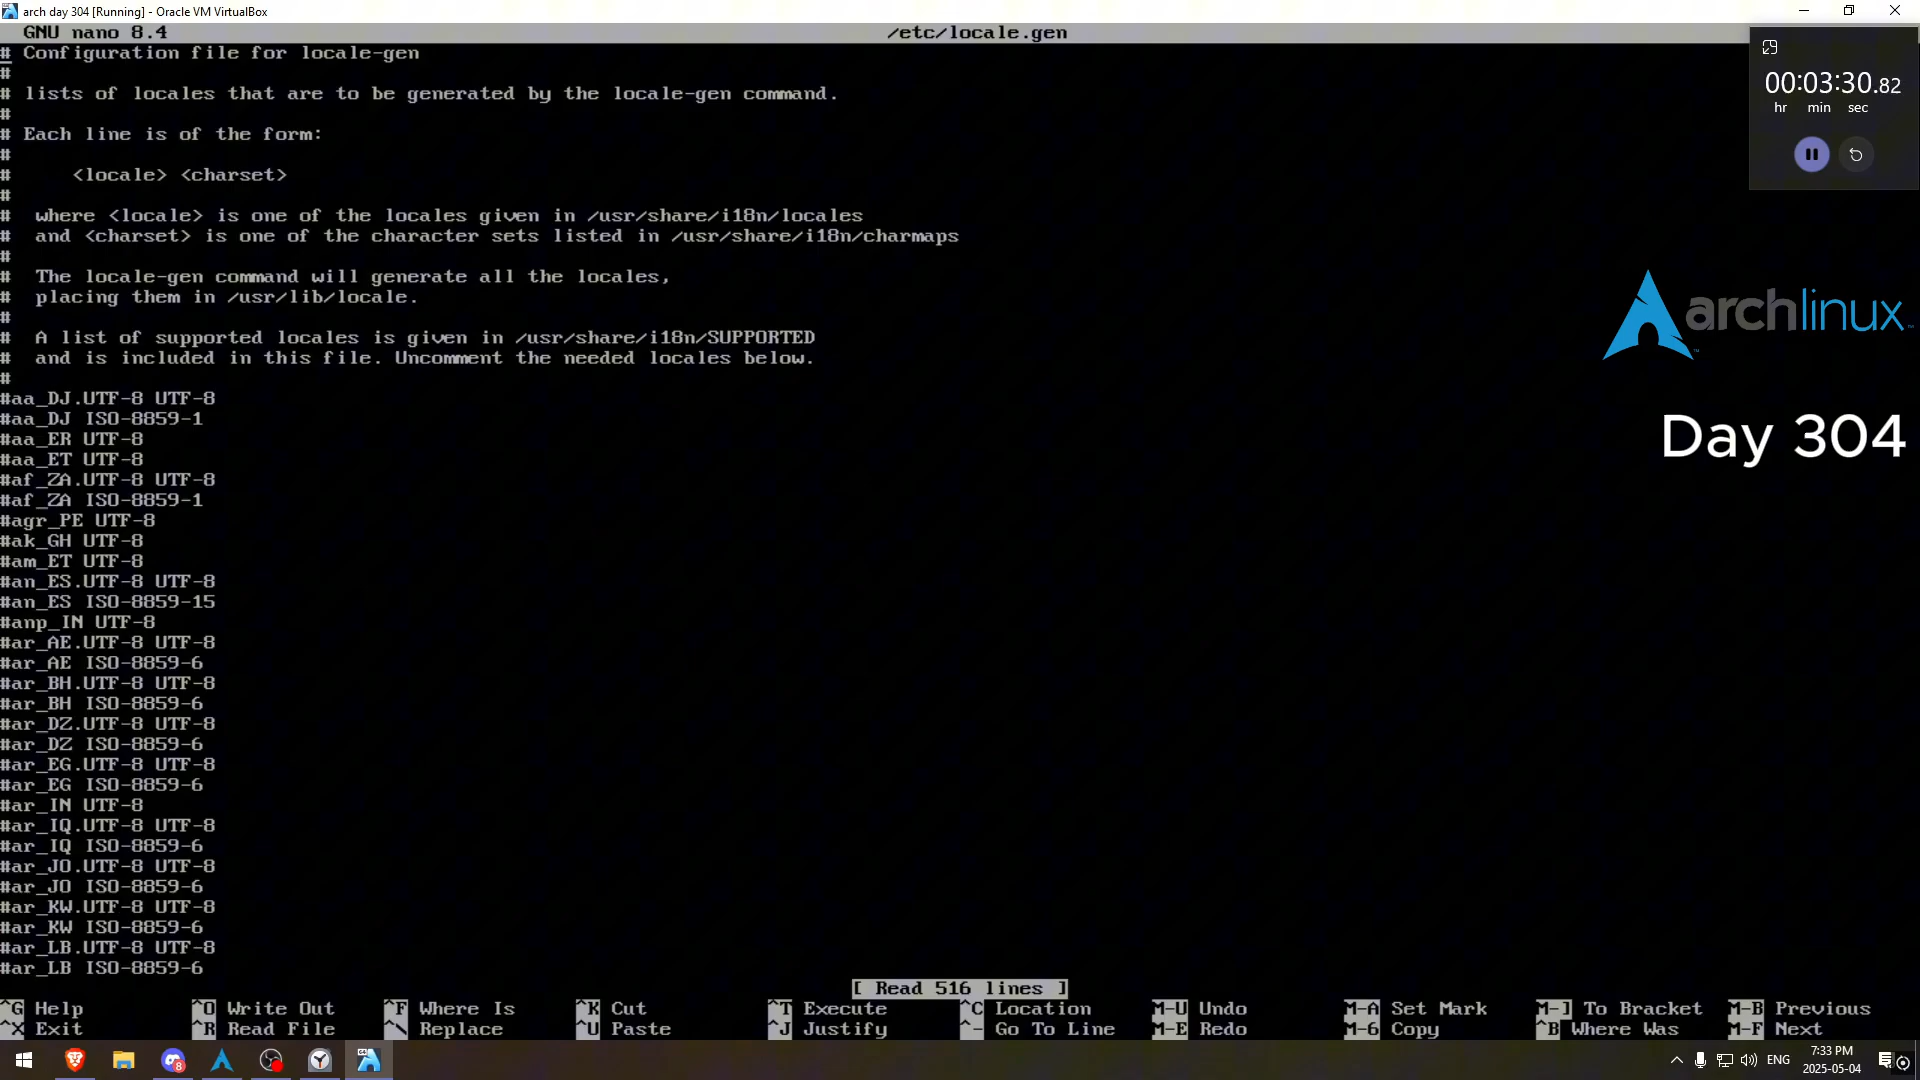 arch day 304 [Running] - Oracle VM VirtualBox
GNU nano 8.4 /etc/locale.gen
# Configuration file for locale-gen
#
# lists of locales that are to be generated by the locale-gen command.
#
# Each line is of the form:
#
# <locale> <charset>
#
# where <locale> is one of the locales given in /usr/share/i18n/locales
# and <charset> is one of the character sets listed in /usr/share/i18n/charmaps
#
# The locale-gen command will generate all the locales,
# placing them in /usr/lib/locale.
#
# A list of supported locales is given in /usr/share/i18n/SUPPORTED
# and is included in this file. Uncomment the needed locales below.
#
#aa_DJ.UTF-8 UTF-8
#aa_DJ ISO-8859-1
#aa_ER UTF-8
#aa_ET UTF-8
#af_ZA.UTF-8 UTF-8
#af_ZA ISO-8859-1
#agr_PE UTF-8
#ak_GH UTF-8
#am_ET UTF-8
#an_ES.UTF-8 UTF-8
#an_ES ISO-8859-15
#anp_IN UTF-8
#ar_AE.UTF-8 UTF-8
#ar_AE ISO-8859-6
#ar_BH.UTF-8 UTF-8
#ar_BH ISO-8859-6
#ar_DZ.UTF-8 UTF-8
#ar_DZ ISO-8859-6
#ar_EG.UTF-8 UTF-8
#ar_EG ISO-8859-6
#ar_IN UTF-8
#ar_IQ.UTF-8 UTF-8
#ar_IQ ISO-8859-6
#ar_JO.UTF-8 UTF-8
#ar_JO ISO-8859-6
#ar_KW.UTF-8 UTF-8
#ar_KW ISO-8859-6
#ar_LB.UTF-8 UTF-8
#ar_LB ISO-8859-6
[ Read 516 lines ]
^G Help ^O Write Out ^F Where Is ^K Cut ^T Execute ^C Location M-U Undo M-A Set Mark M-] To Bracket M-B Previous
^X Exit ^R Read File ^\ Replace ^U Paste ^J Justify ^- Go To Line M-E Redo M-6 Copy ^B Where Was M-F Next
00:03:30.82
hr min sec
archlinux™
Day 304
8
ENG
7:33 PM
2025-05-04